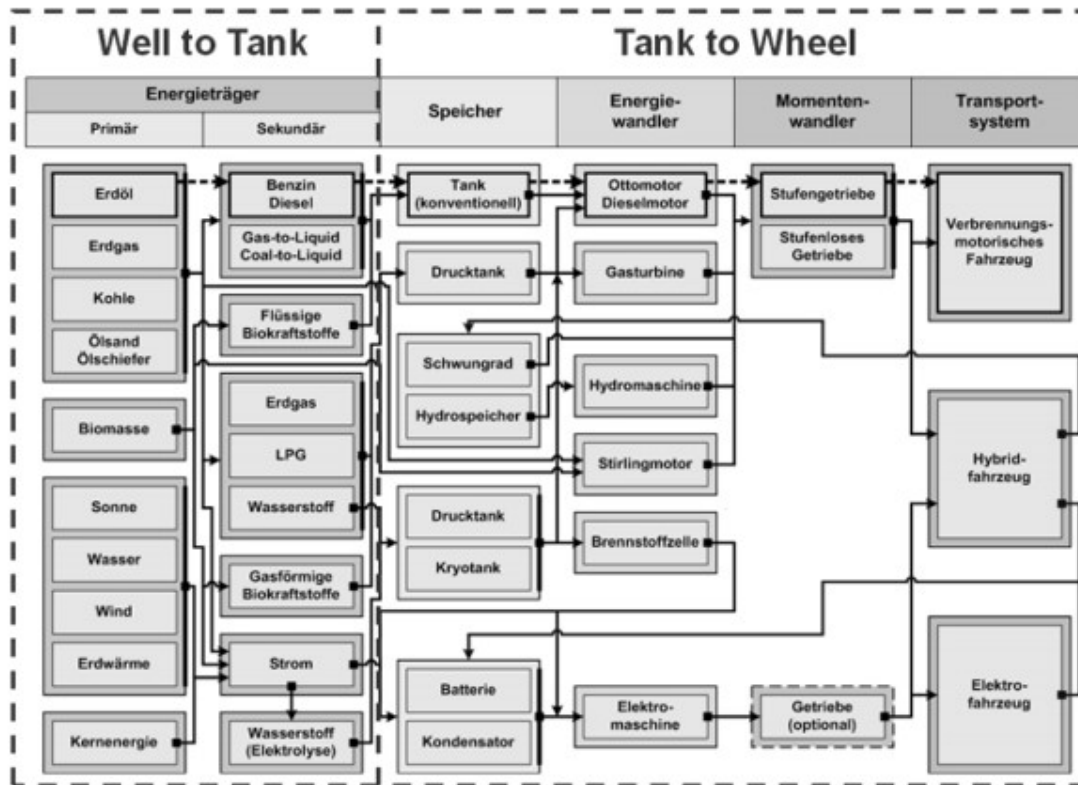 Well to Tank
Tank to Wheel
Energieträger
Primär
Sekundär
Speicher
Energie-
wandler
Momenten-
wandler
Transport-
system
Erdöl
Erdgas
Kohle
Ölsand
Ölschiefer
Biomasse
Sonne
Wasser
Wind
Erdwärme
Kernenergie
Benzin
Diesel
Gas-to-Liquid
Coal-to-Liquid
Flüssige
Biokraftstoffe
Erdgas
LPG
Wasserstoff
Gasförmige
Biokraftstoffe
Strom
Wasserstoff
(Elektrolyse)
Tank
(konventionell)
Drucktank
Schwungrad
Hydrospeicher
Drucktank
Kryotank
Batterie
Kondensator
Ottomotor
Dieselmotor
Gasturbine
Hydromaschine
Stirlingmotor
Brennstoffzelle
Elektro-
maschine
Stufengetriebe
Stufenloses
Getriebe
Getriebe
(optional)
Verbrennungs-
motorisches
Fahrzeug
Hybrid-
fahrzeug
Elektro-
fahrzeug